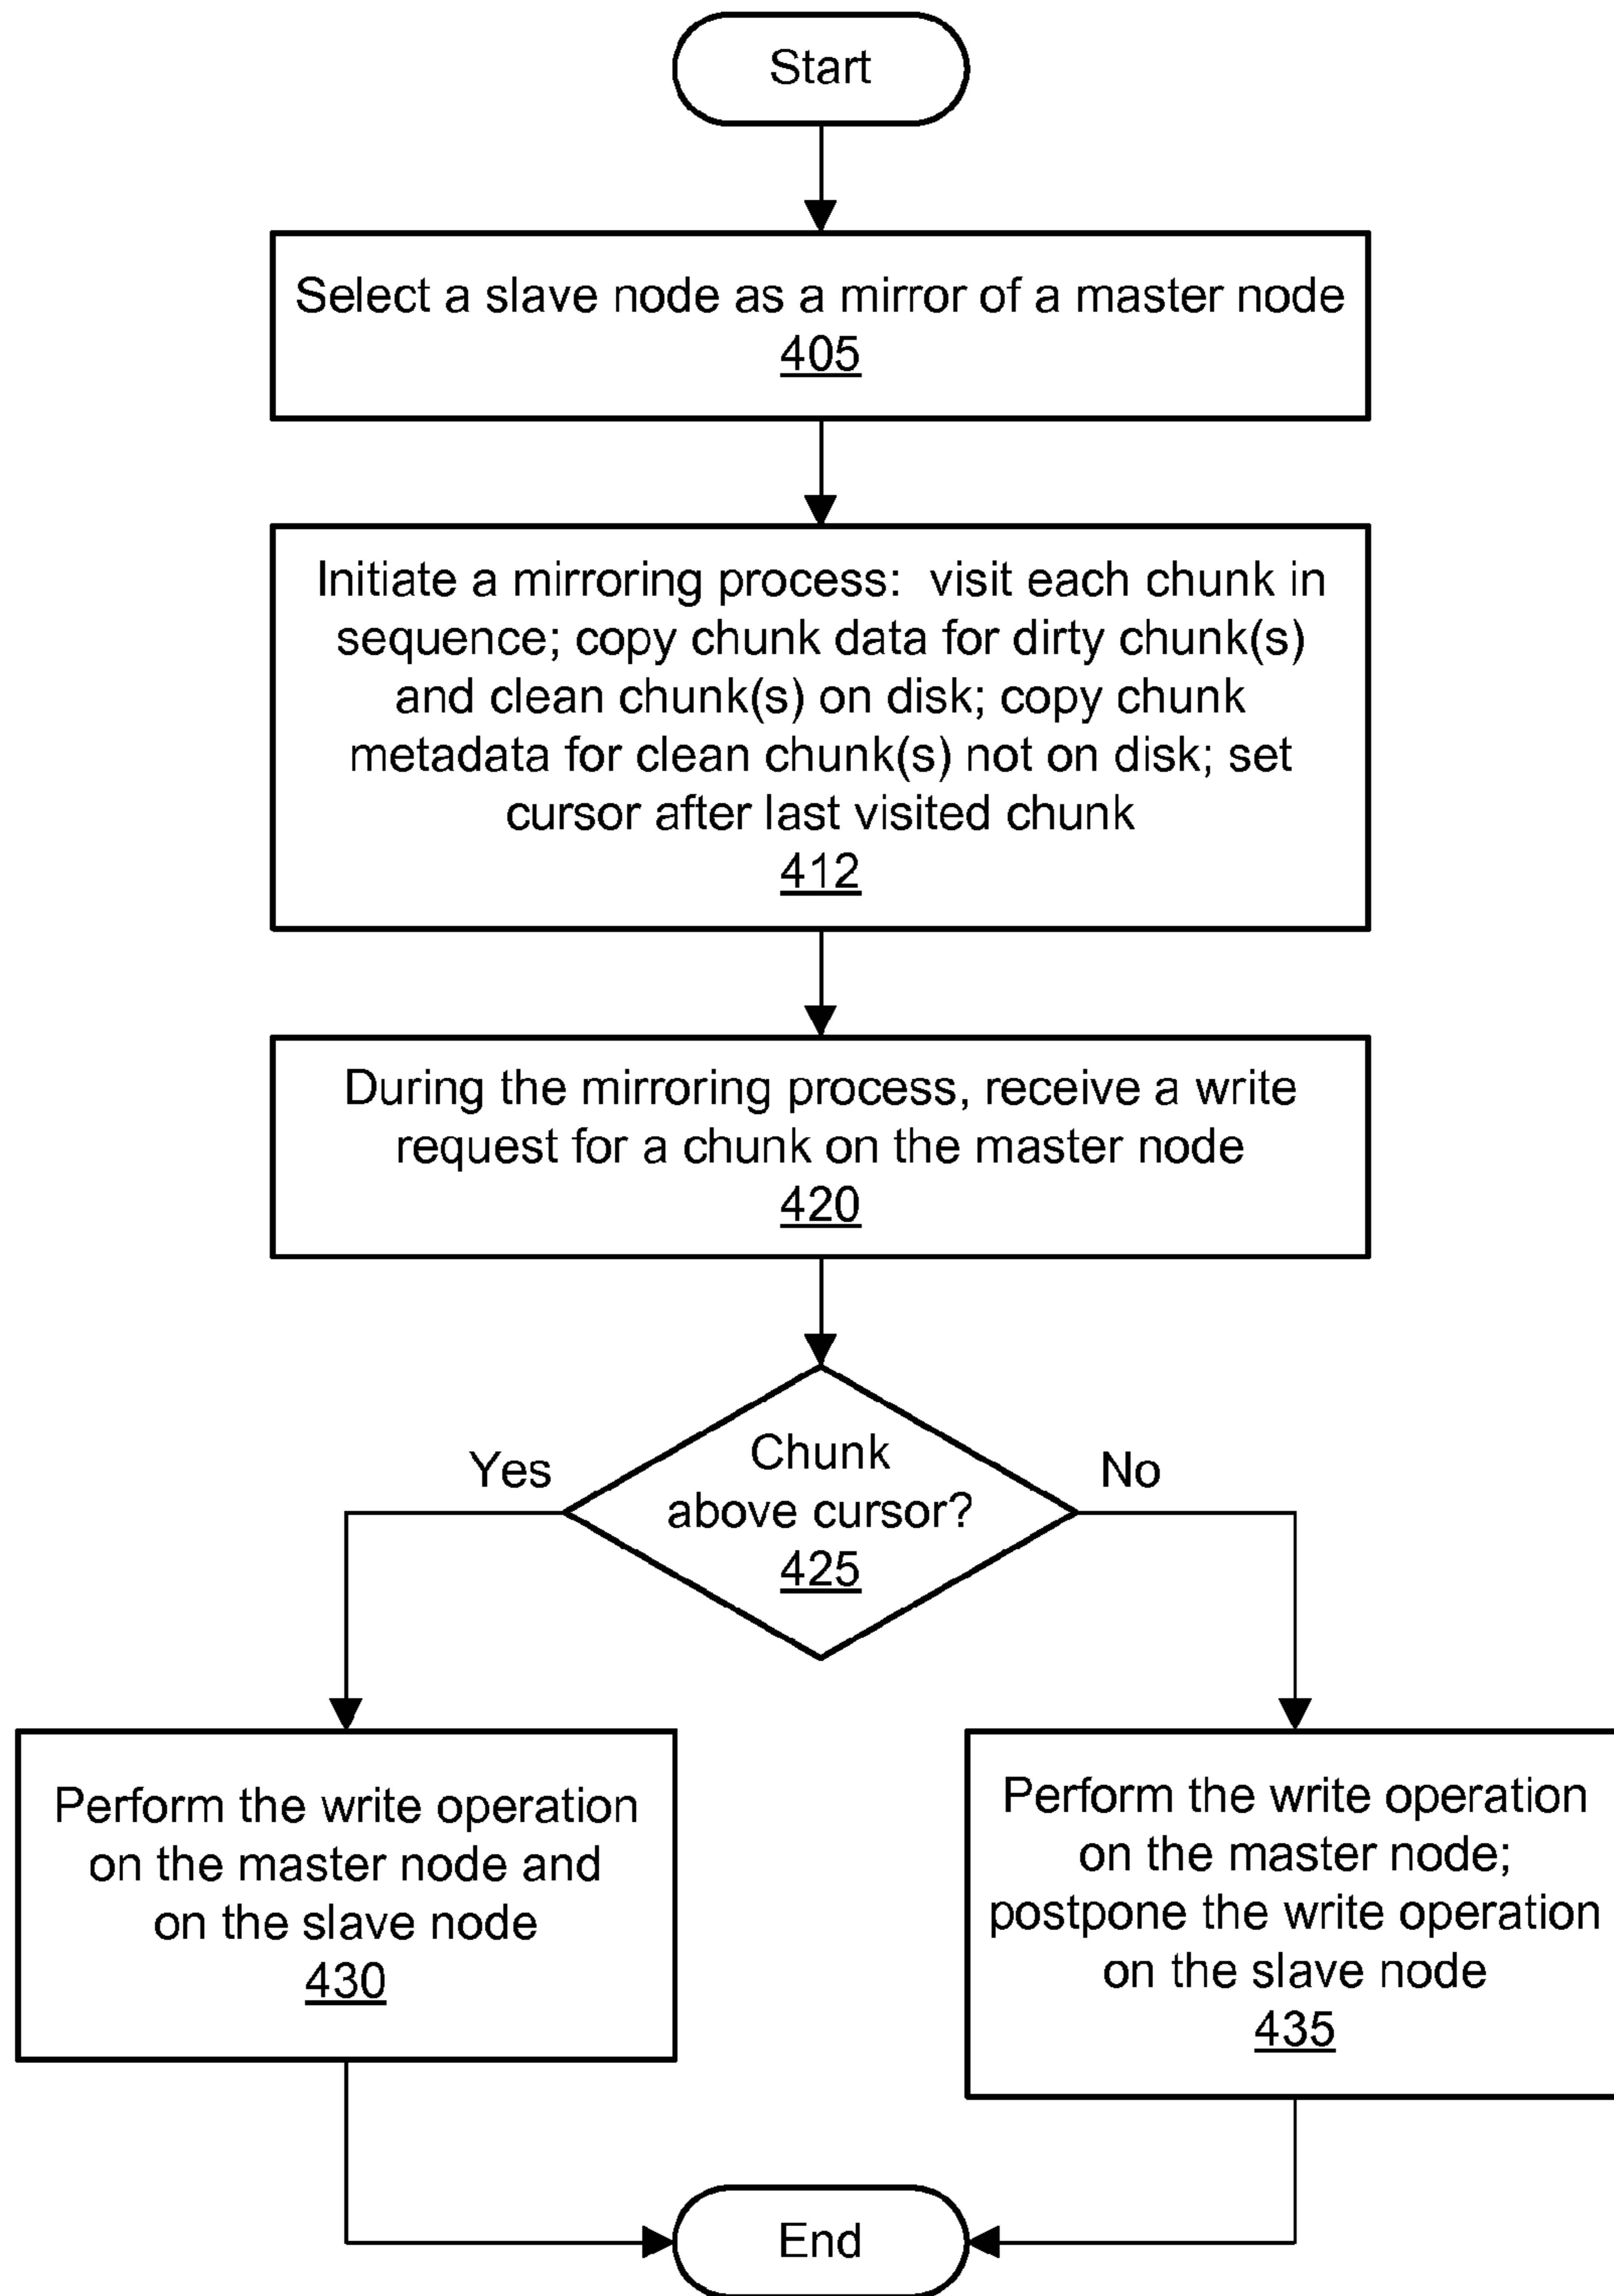 Start
Select a slave node as a mirror of a master node
405
Initiate a mirroring process: visit each chunk in
sequence; copy chunk data for dirty chunk(s)
and clean chunk(s) on disk; copy chunk
metadata for clean chunk(s) not on disk; set
cursor after last visited chunk
412
During the mirroring process, receive a write
request for a chunk on the master node
420
Chunk
above cursor?
425
Yes
No
Perform the write operation
on the master node and
on the slave node
430
Perform the write operation
on the master node;
postpone the write operation
on the slave node
435
End